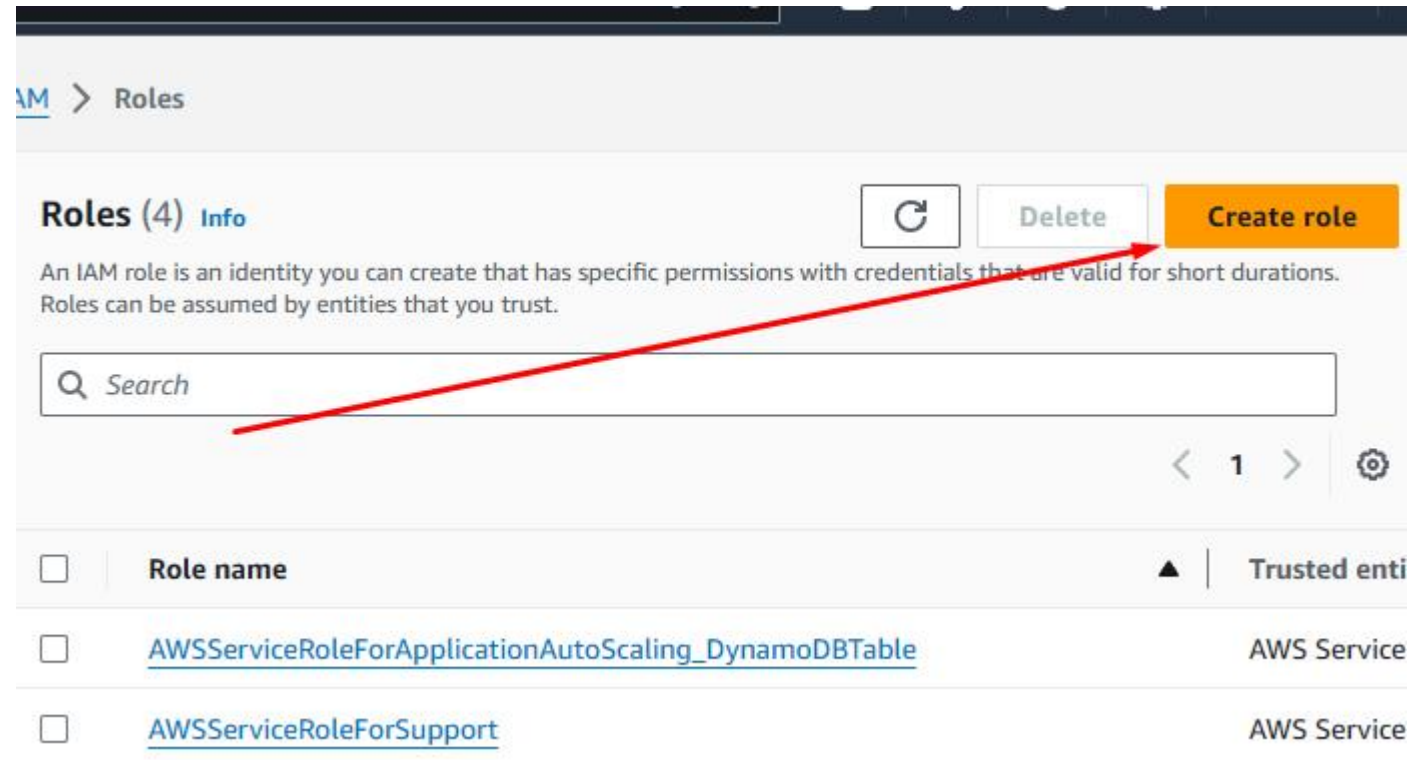 AM > Roles
Roles (4) Info
Delete
Create role
An IAM role is an identity you can create that has specific permissions with credentials that are valid for short durations.
Roles can be assumed by entities that you trust.
Search
< 1 >
Role name
Trusted enti
AWSServiceRoleForApplicationAutoScaling_DynamoDBTable
AWS Service
AWSServiceRoleForSupport
AWS Service